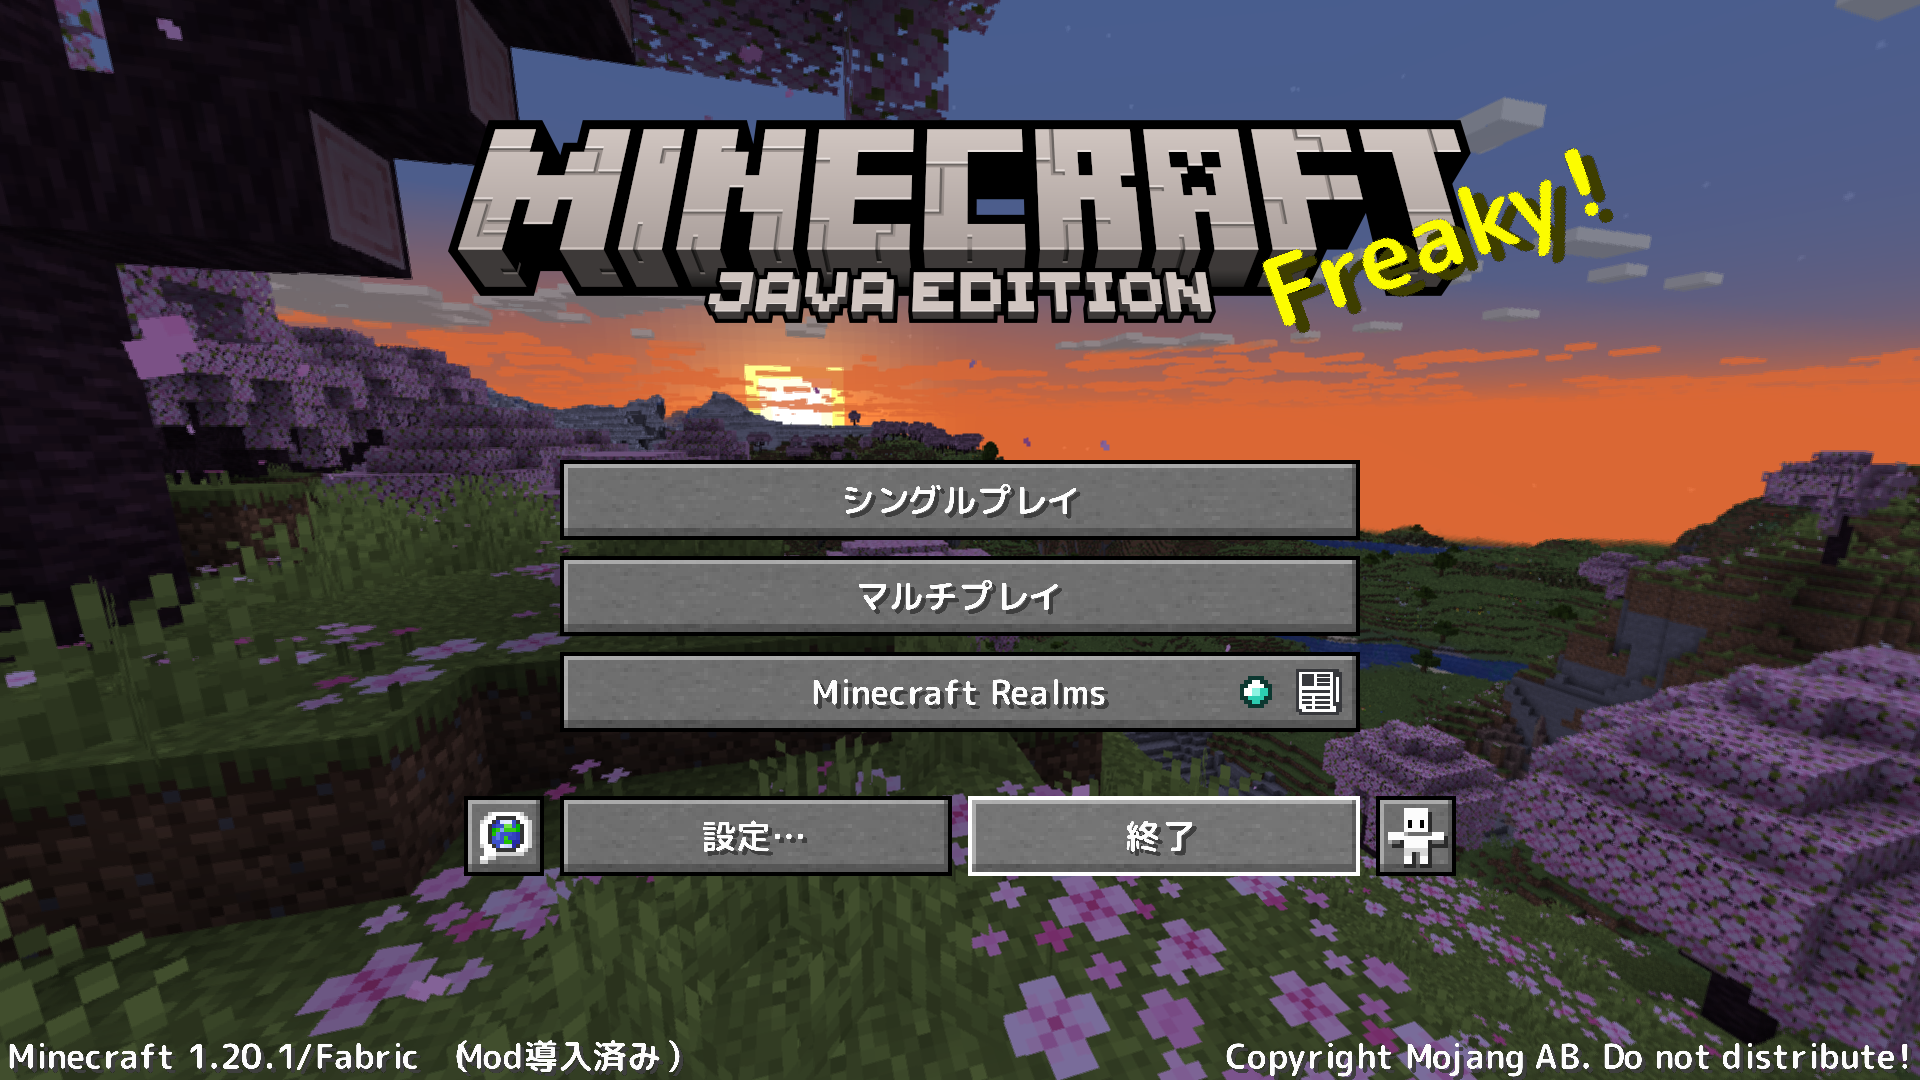 MINECRAFT
JAVA EDITION
Freaky!
シングルプレイ
マルチプレイ
Minecraft Realms
設定…
終了
Minecraft 1.20.1/Fabric （Mod導入済み）
Copyright Mojang AB. Do not distribute!